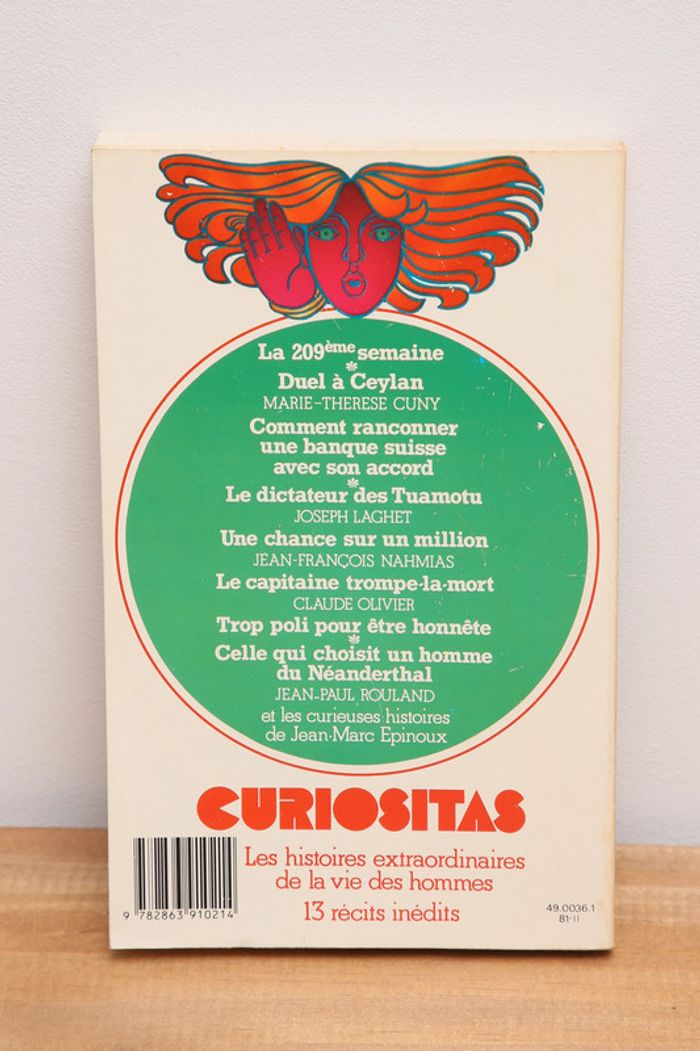 La 209ème semaine
*
Duel à Ceylan
MARIE-THERESE CUNY
Comment ranconner
une banque suisse
avec son accord
*
Le dictateur des Tuamotu
JOSEPH LAGHET
Une chance sur un million
JEAN-FRANÇOIS NAHMIAS
Le capitaine trompe-la-mort
CLAUDE OLIVIER
Trop poli pour être honnête
*
Celle qui choisit un homme
du Néanderthal
JEAN-PAUL ROULAND
et les curieuses histoires
de Jean-Marc Epinoux
CURIOSITAS
Les histoires extraordinaires
de la vie des hommes
13 récits inédits
9 782863 910214
49.0036.1
81-II